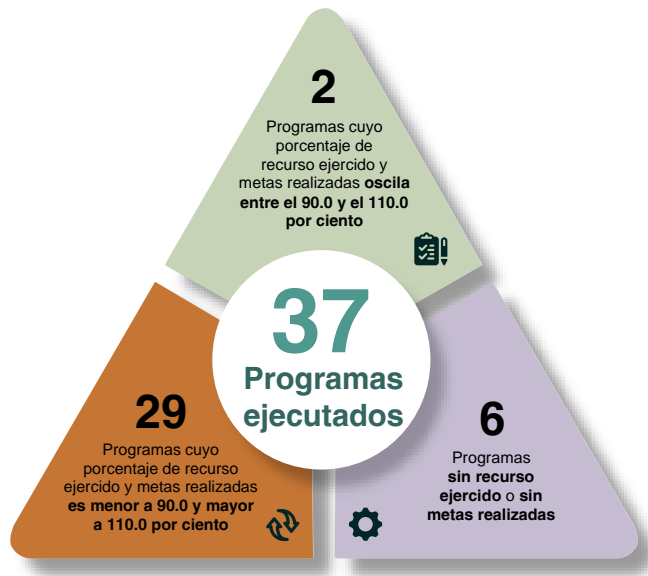 2
Programas cuyo
porcentaje de
recurso ejercido y
metas realizadas oscila
entre el 90.0 y el 110.0
por ciento
37
Programas
ejecutados
29
Programas cuyo
porcentaje de recurso
ejercido y metas realizadas
es menor a 90.0 y mayor
a 110.0 por ciento
6
Programas
sin recurso
ejercido o sin
metas realizadas